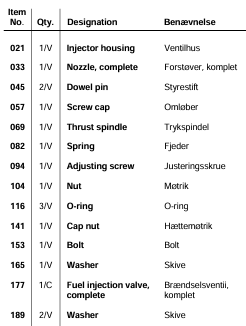 Item No. Qty. Designation Benævnelse
021 1/V Injector housing Ventilhus
033 1/V Nozzle, complete Forstøver, komplet
045 2/V Dowel pin Styrestift
057 1/V Screw cap Omløber
069 1/V Thrust spindle Trykspindel
082 1/V Spring Fjeder
094 1/V Adjusting screw Justeringsskrue
104 1/V Nut Møtrik
116 3/V O-ring O-ring
141 1/V Cap nut Hættemøtrik
153 1/V Bolt Bolt
165 1/V Washer Skive
177 1/C Fuel injection valve, Brændselsventii,
complete komplet
189 2/V Washer Skive